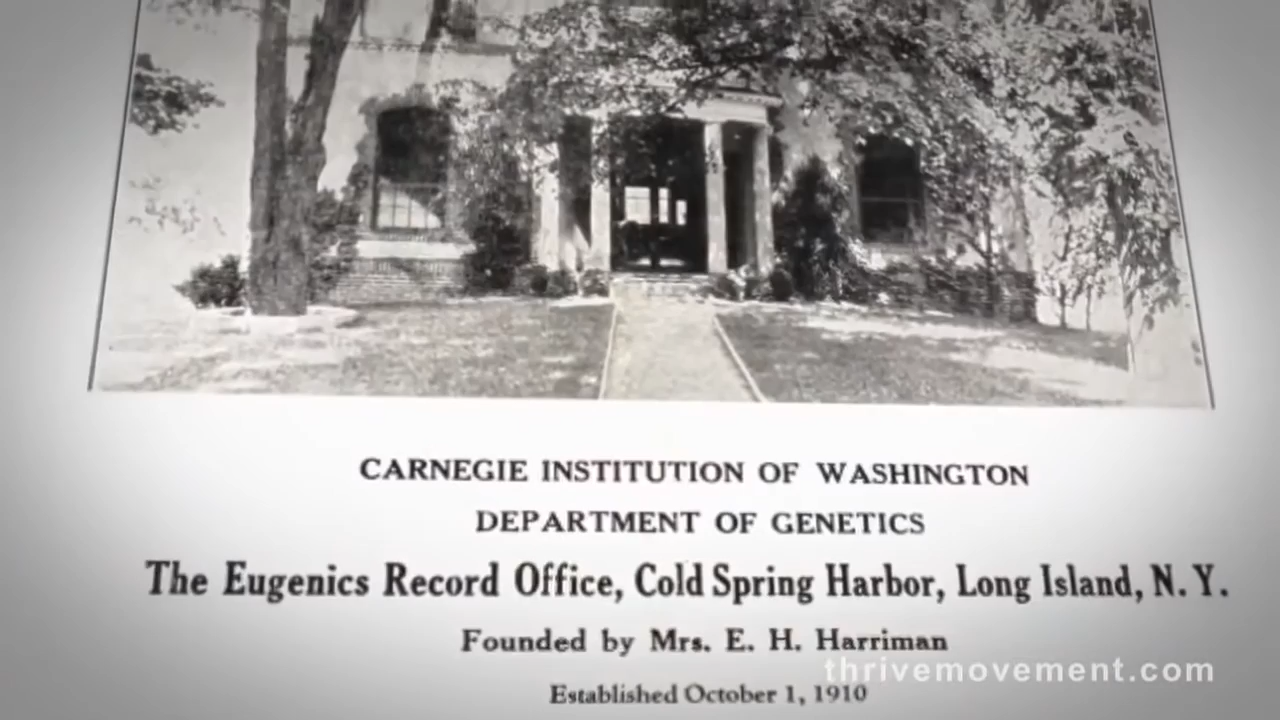 CARNEGIE INSTITUTION OF WASHINGTON
DEPARTMENT OF GENETICS
The Eugenics Record Office, Cold Spring Harbor, Long Island, N. Y.
Founded by Mrs. E. H. Harriman
thrivemovement.com
Established October 1, 1910